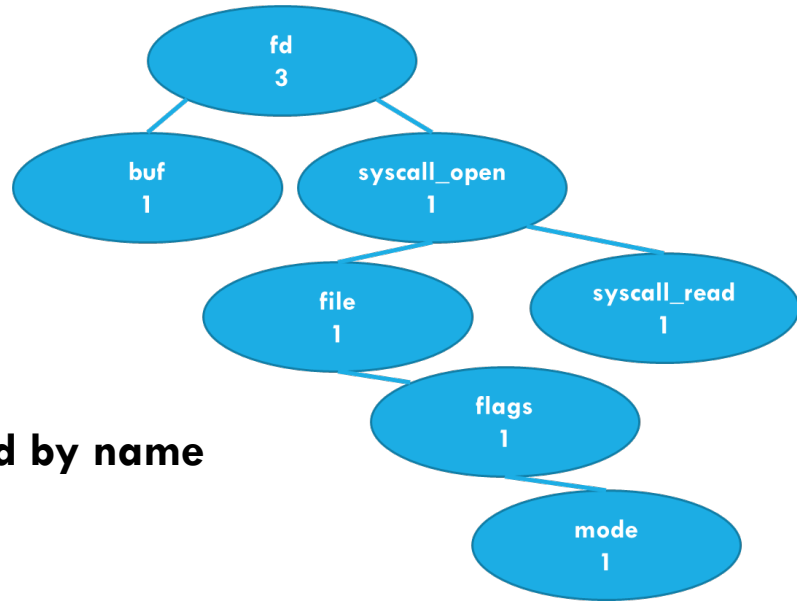 fd
3
buf
1
syscall_open
1
file
1
syscall_read
1
flags
1
d by name
mode
1